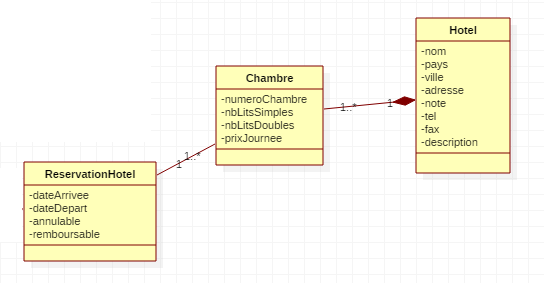 Hotel
-nom
-pays
-ville
-adresse
-note
-tel
-fax
-description
Chambre
-numeroChambre
-nbLitsSimples
-nbLitsDoubles
-prixJournee
1..*
1
1..*
1
ReservationHotel
-dateArrivee
-dateDepart
-annulable
-remboursable